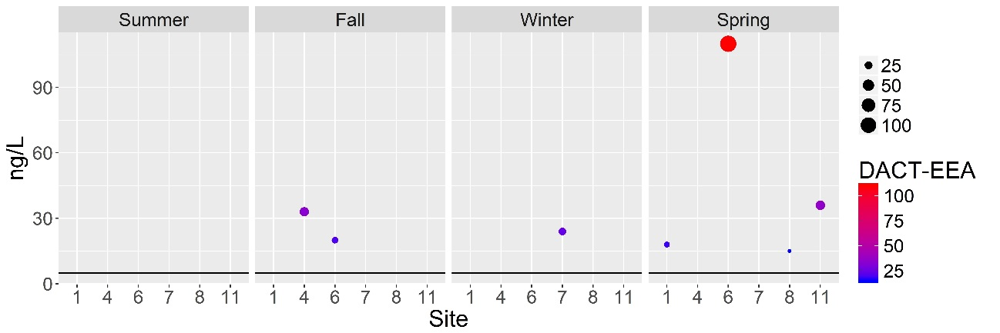 Summer Fall Winter Spring
ng/L
90
60
30
0
1 4 6 7 8 11 1 4 6 7 8 11 1 4 6 7 8 11 1 4 6 7 8 11
Site
25
50
75
100
DACT-EEA
100
75
50
25